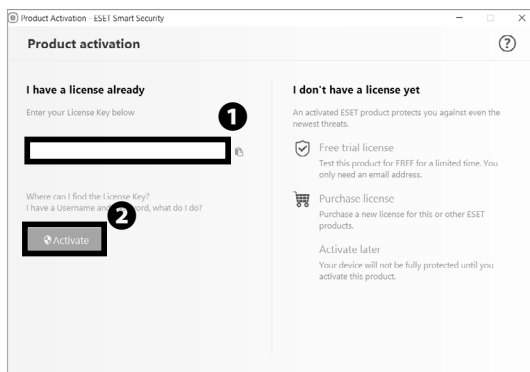 Product Activation - ESET Smart Security
Product activation
?
I have a license already
Enter your License Key below
1
Where can I find the License Key?
I have a Username and word, what do I do?
2
Activate
I don't have a license yet
An activated ESET product protects you against even the
newest threats.
Free trial license
Test this product for FREE for a limited time. You
only need an email address.
Purchase license
Purchase a new license for this or other ESET
products.
Activate later
Your device will not be fully protected until you
activate this product.